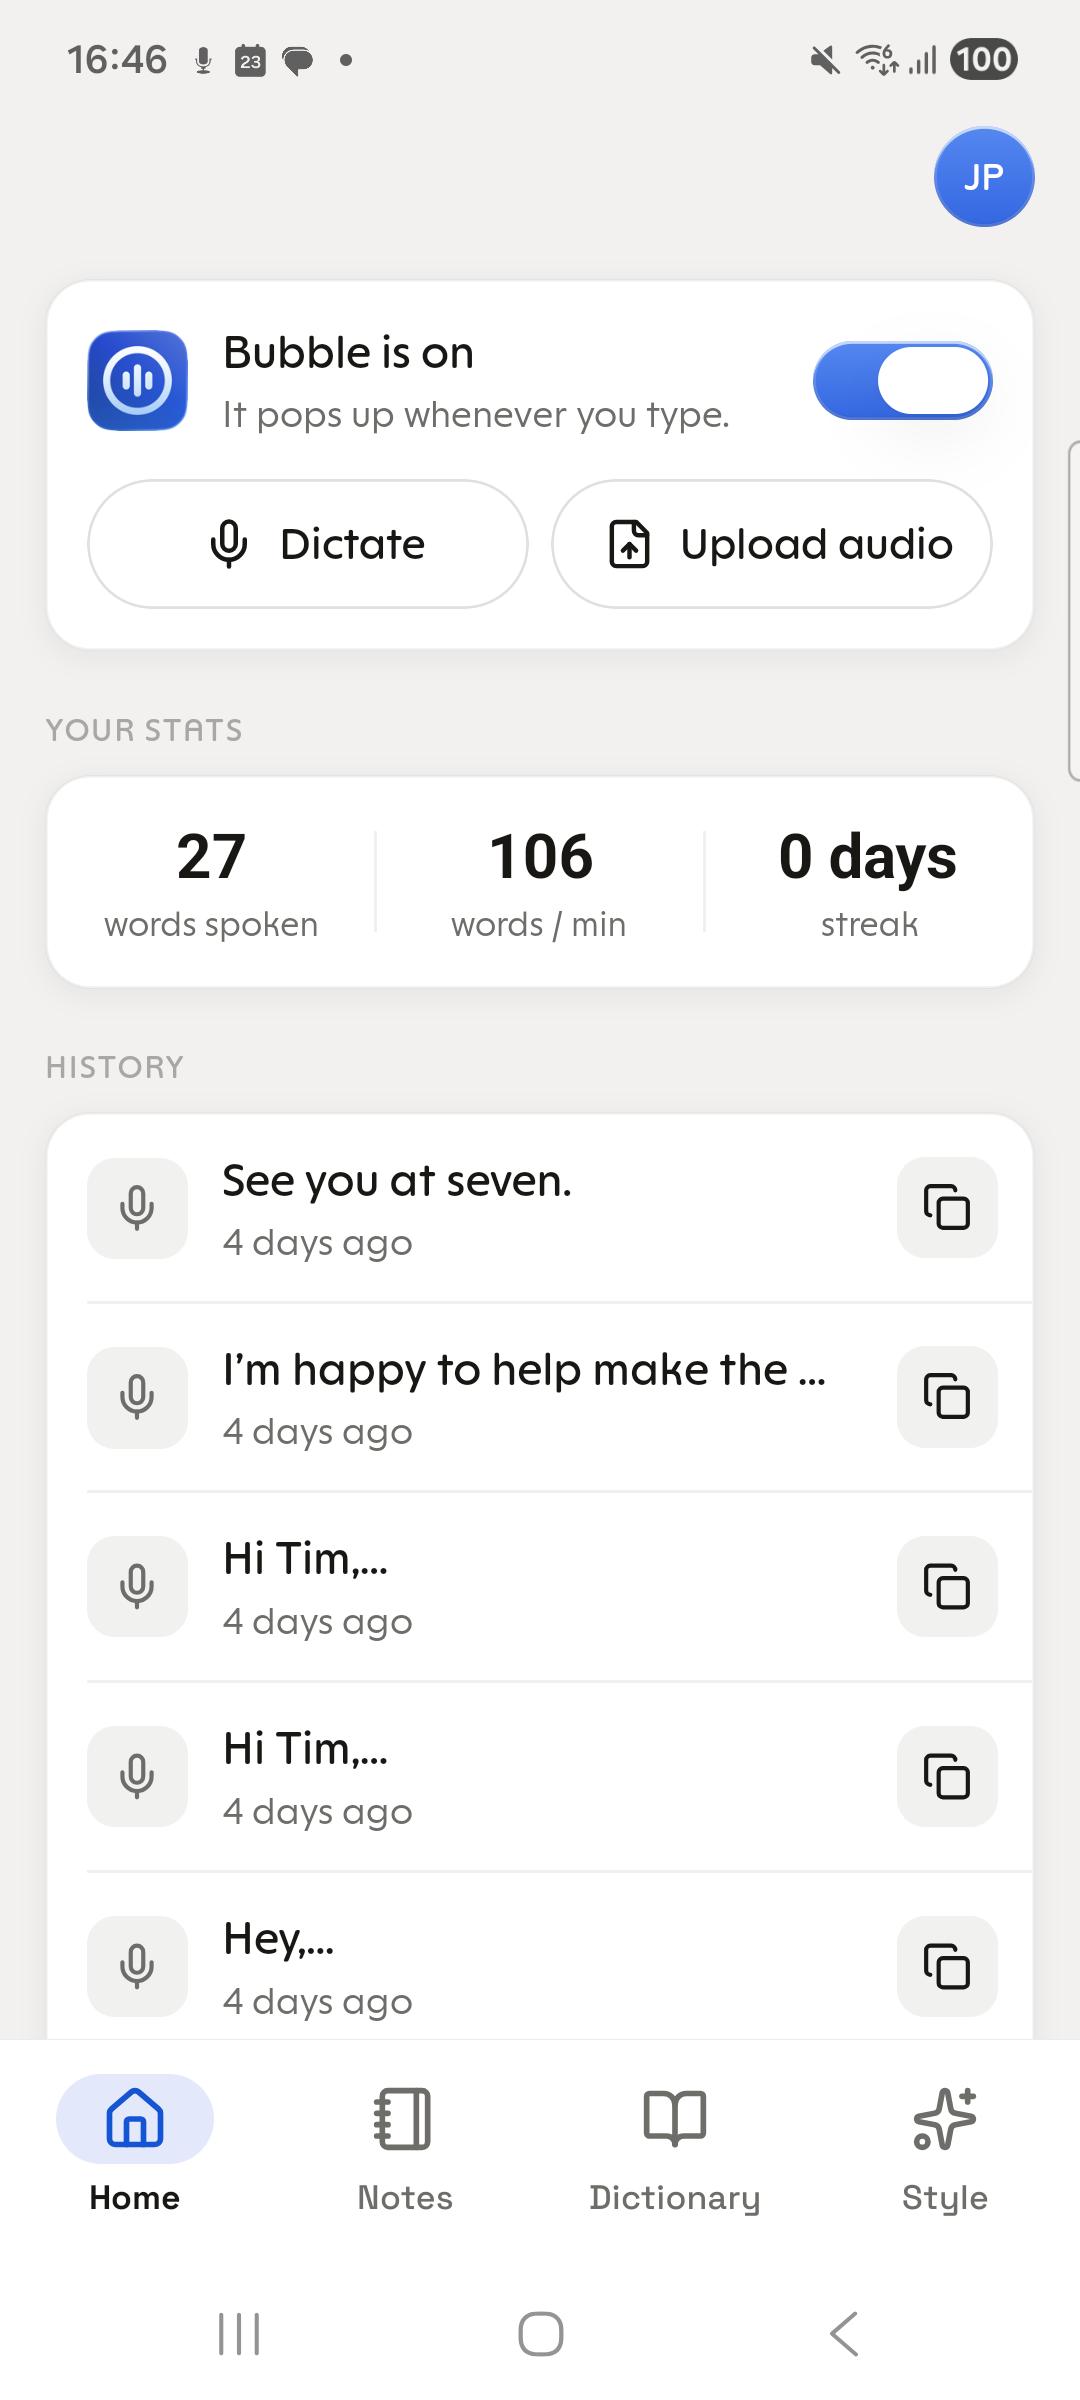 16:46
23
6
100
JP
Bubble is on
It pops up whenever you type.
Dictate
Upload audio
YOUR STATS
27
words spoken
106
words / min
0 days
streak
HISTORY
See you at seven.
4 days ago
I'm happy to help make the ...
4 days ago
Hi Tim,...
4 days ago
Hi Tim,...
4 days ago
Hey,...
4 days ago
Home
Notes
Dictionary
Style